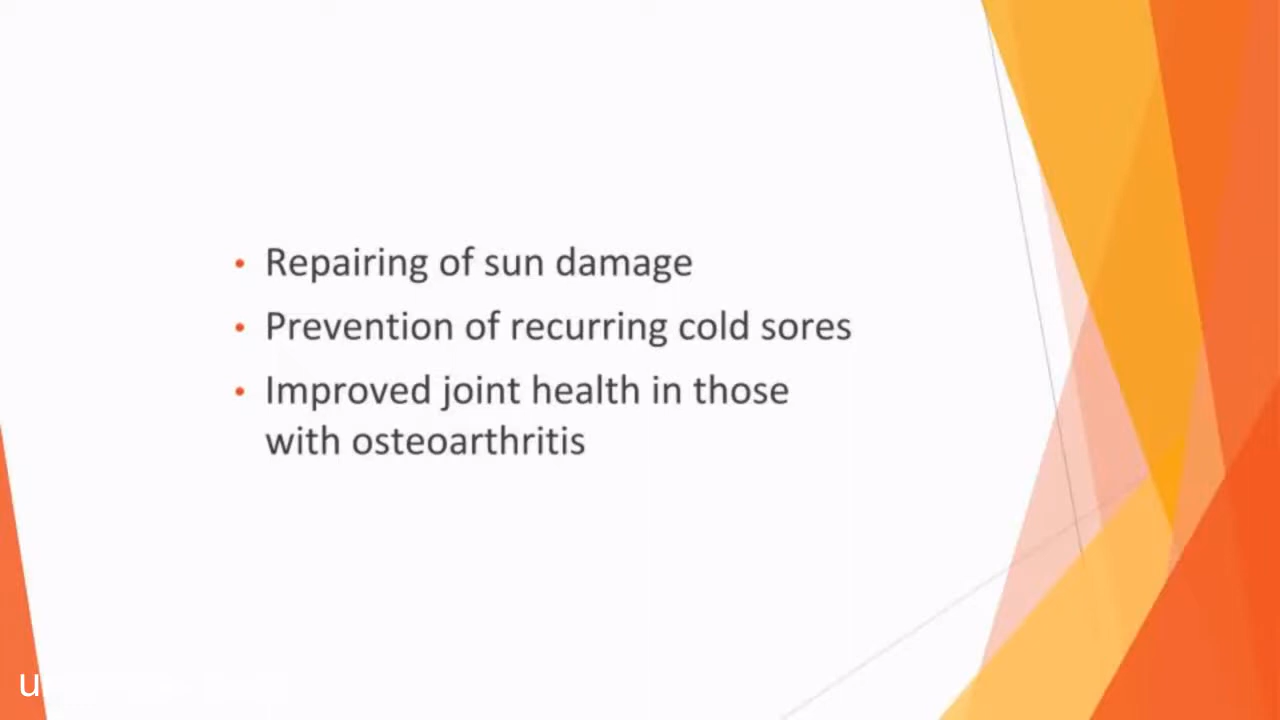 • Repairing of sun damage
• Prevention of recurring cold sores
• Improved joint health in those
with osteoarthritis